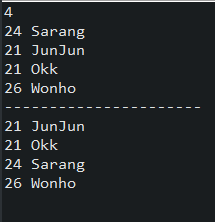 4
24 Sarang
21 JunJun
21 Okk
26 Wonho
----------------------
21 JunJun
21 Okk
24 Sarang
26 Wonho